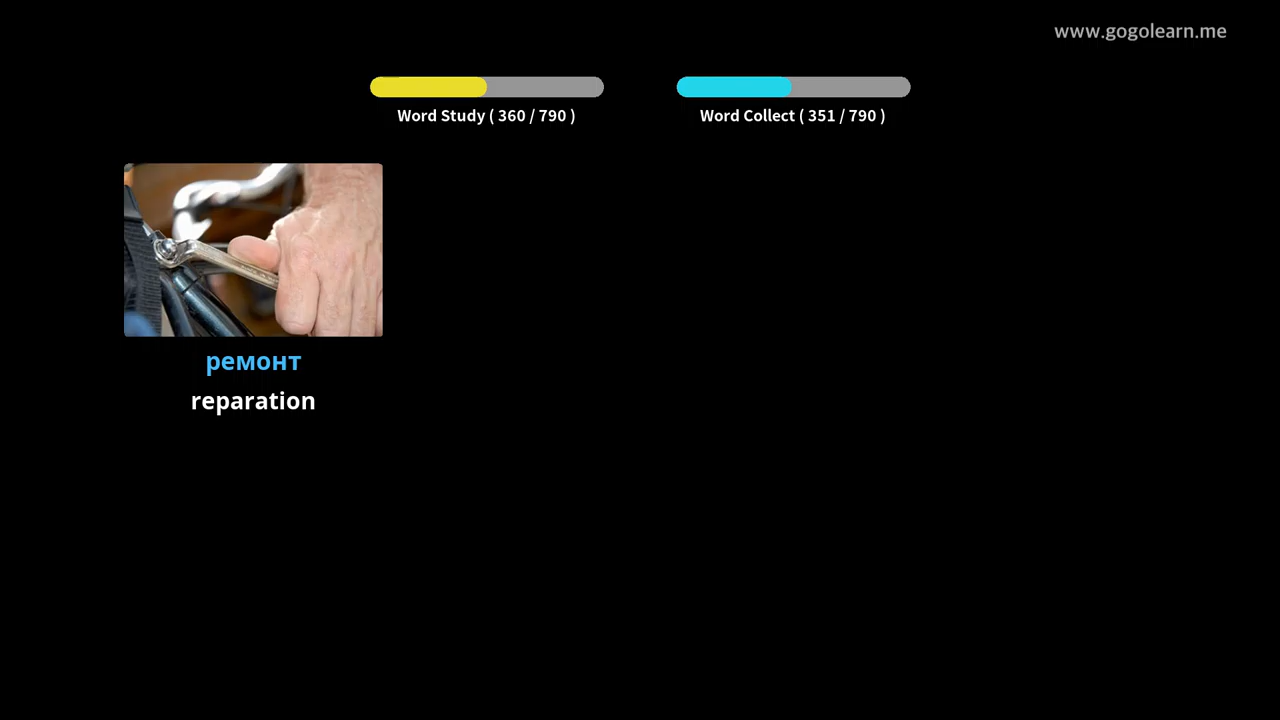 www.gogolearn.me
Word Study ( 360 / 790 )
Word Collect ( 351 / 790 )
ремонт
reparation